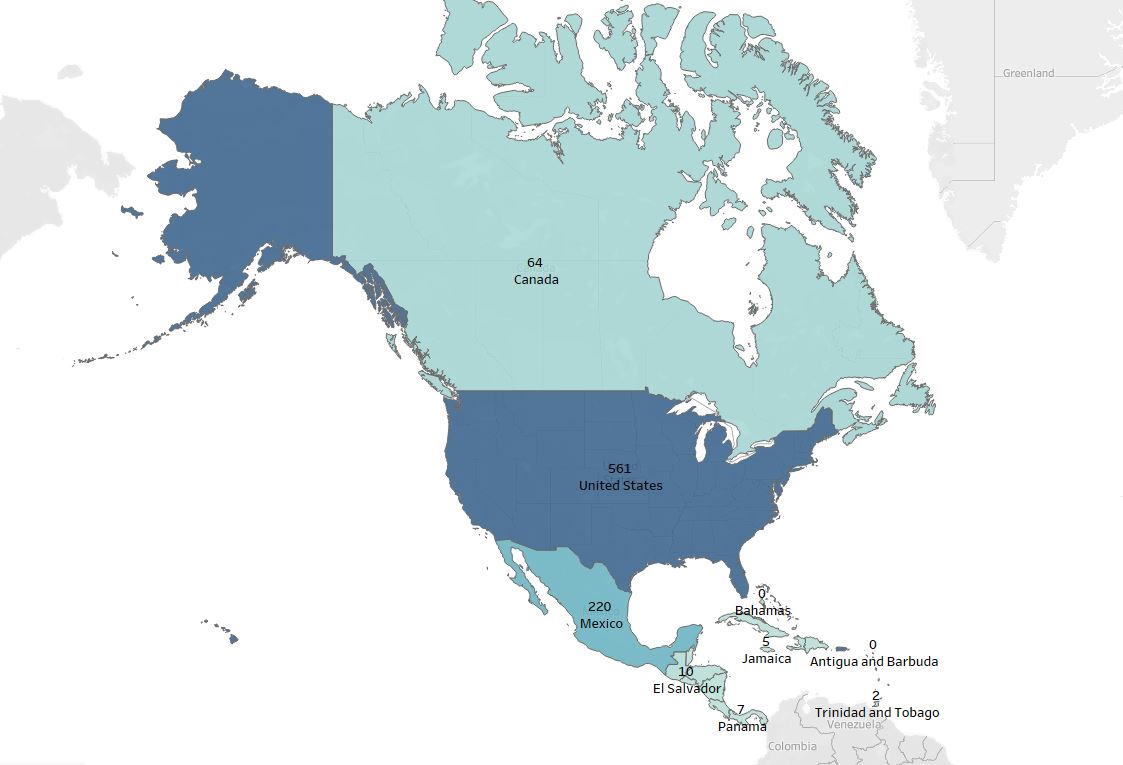 Greenland
64
Canada
561
United States
220
Mexico
0
Bahamas
5
Jamaica
0
Antigua and Barbuda
10
El Salvador
2
Trinidad and Tobago
7
Panama
Venezuela
Colombia